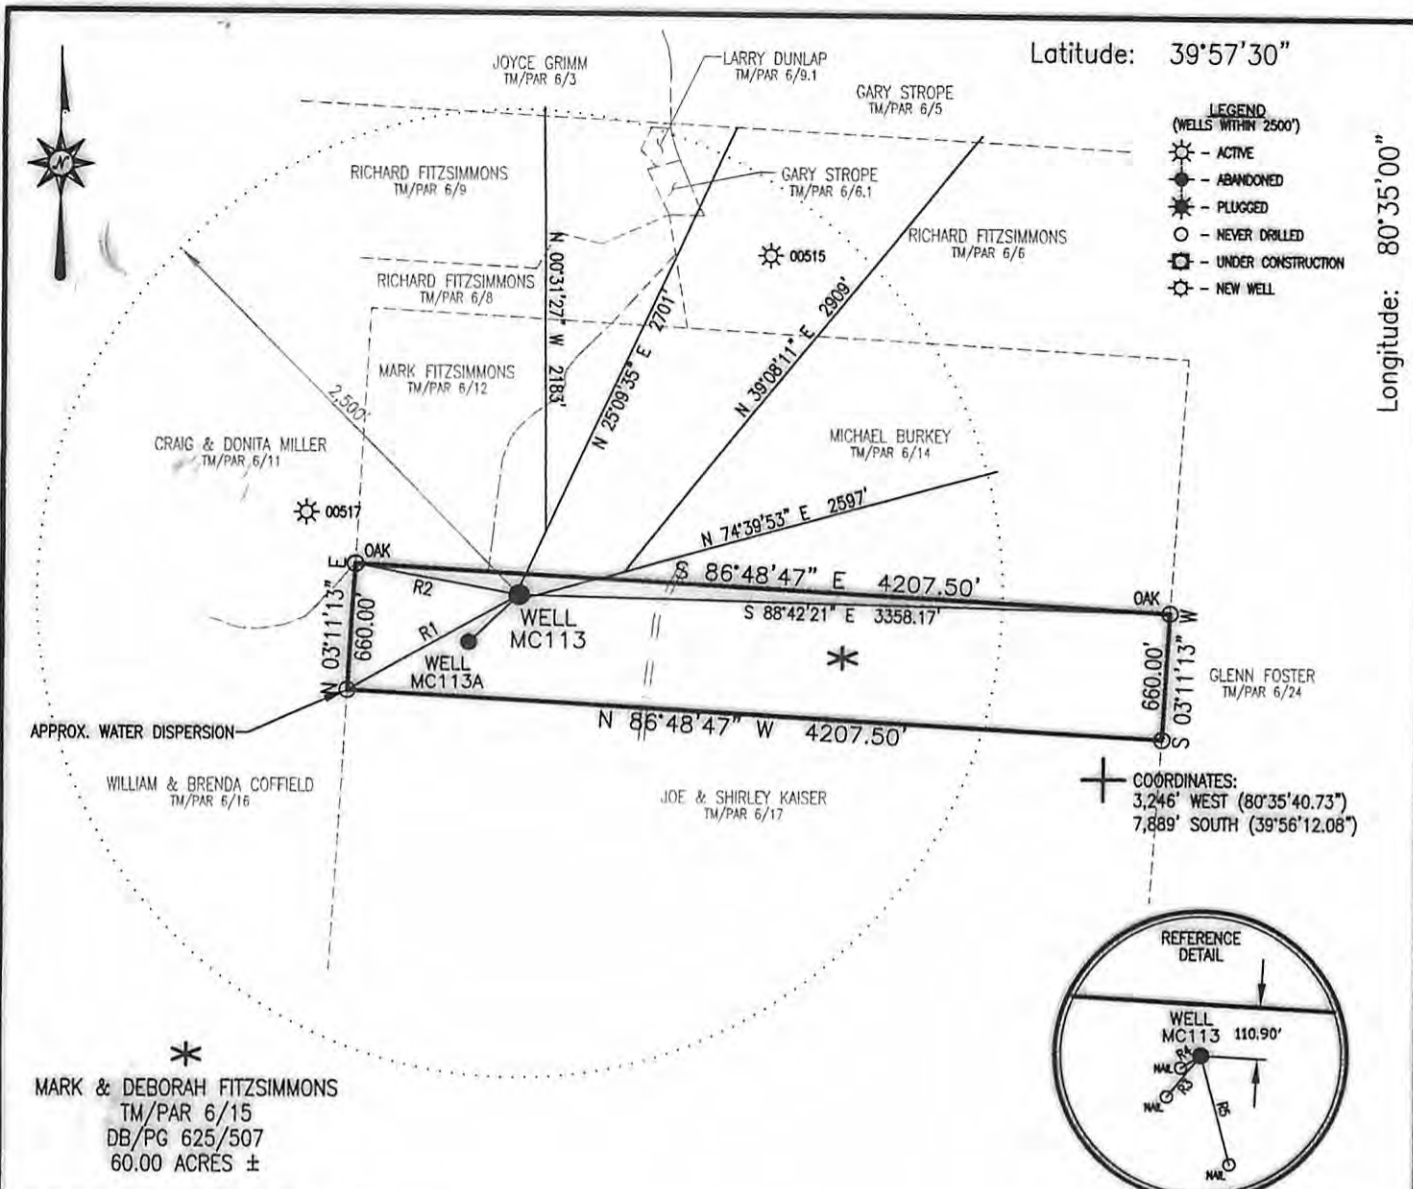 Latitude: 39°57'30"
Longitude: 80°35'00"
N
LEGEND
(WELLS WITHIN 2500')
- ACTIVE
- ABANDONED
- PLUGGED
- NEVER DRILLED
- UNDER CONSTRUCTION
- NEW WELL
JOYCE GRIMM
TM/PAR 6/3
LARRY DUNLAP
TM/PAR 6/9.1
GARY STROPE
TM/PAR 6/5
RICHARD FITZSIMMONS
TM/PAR 6/9
GARY STROPE
TM/PAR 6/6.1
RICHARD FITZSIMMONS
TM/PAR 6/6
00515
RICHARD FITZSIMMONS
TM/PAR 6/8
N 00°31'27" W 2183'
N 25°09'35" E 2701'
N 39°08'11" E 2909'
MARK FITZSIMMONS
TM/PAR 6/12
2,500'
CRAIG & DONITA MILLER
TM/PAR 6/11
MICHAEL BURKEY
TM/PAR 6/14
00517
N 74°39'53" E 2597'
OAK
S 86°48'47" E 4207.50'
S 88°42'21" E 3358.17'
OAK
R2
R1
WELL
MC113
WELL
MC113A
N 03°11'13" E
660.00'
660.00'
S 03°11'13" W
GLENN FOSTER
TM/PAR 6/24
APPROX. WATER DISPERSION
N 86°48'47" W 4207.50'
WILLIAM & BRENDA COFFIELD
TM/PAR 6/16
JOE & SHIRLEY KAISER
TM/PAR 6/17
COORDINATES:
3,246' WEST (80°35'40.73")
7,889' SOUTH (39°56'12.08")
REFERENCE
DETAIL
WELL
MC113
110.90'
R4
NAIL
R3
NAIL
R5
NAIL
MARK & DEBORAH FITZSIMMONS
TM/PAR 6/15
DB/PG 625/507
60.00 ACRES ±